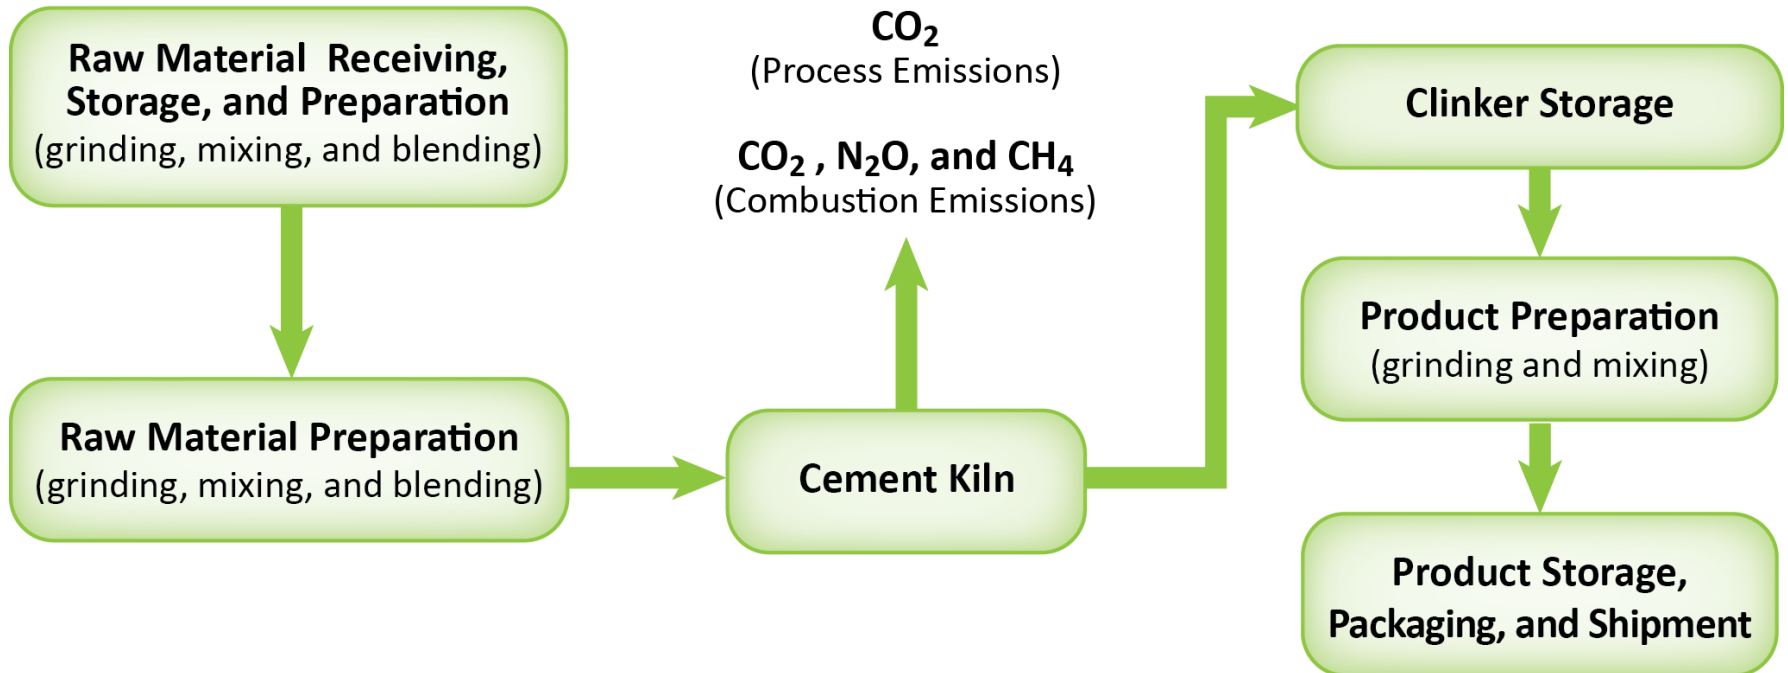 Raw Material Receiving,
Storage, and Preparation
(grinding, mixing, and blending)
Raw Material Preparation
(grinding, mixing, and blending)
CO₂
(Process Emissions)
CO₂ , N₂O, and CH₄
(Combustion Emissions)
Cement Kiln
Clinker Storage
Product Preparation
(grinding and mixing)
Product Storage,
Packaging, and Shipment